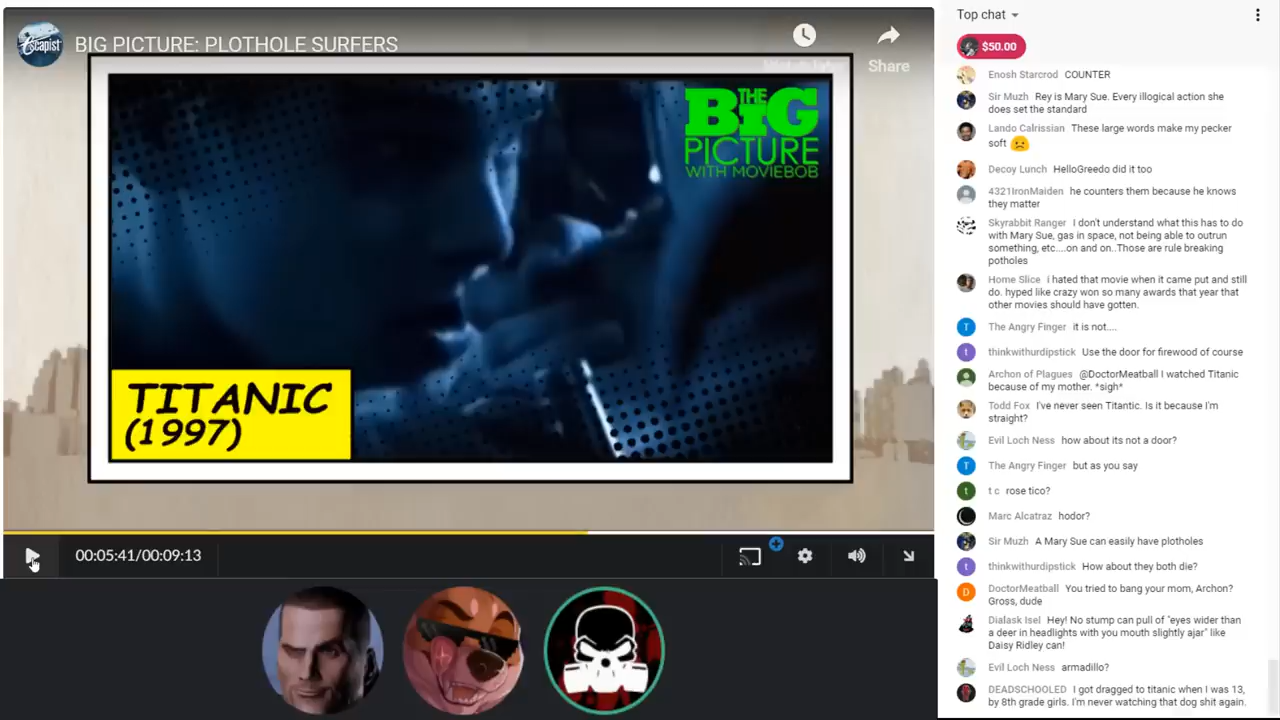 Escapist
BIG PICTURE: PLOTHOLE SURFERS
Share
THE
BiG
PICTURE
WITH MOVIEBOB
TITANIC
(1997)
00:05:41/00:09:13
Top chat
$50.00
Enosh Starcrod COUNTER
Sir Muzh Rey is Mary Sue. Every illogical action she
does set the standard
Lando Calrissian These large words make my pecker
soft
Decoy Lunch HelloGreedo did it too
4321IronMaiden he counters them because he knows
they matter
Skyrabbit Ranger I don't understand what this has to do
with Mary Sue, gas in space, not being able to outrun
something, etc....on and on..Those are rule breaking
potholes
Home Slice i hated that movie when it came put and still
do. hyped like crazy won so many awards that year that
other movies should have gotten.
The Angry Finger it is not....
thinkwithurdipstick Use the door for firewood of course
Archon of Plagues @DoctorMeatball I watched Titanic
because of my mother. *sigh*
Todd Fox I've never seen Titantic. Is it because I'm
straight?
Evil Loch Ness how about its not a door?
The Angry Finger but as you say
t c rose tico?
Marc Alcatraz hodor?
Sir Muzh A Mary Sue can easily have plotholes
thinkwithurdipstick How about they both die?
DoctorMeatball You tried to bang your mom, Archon?
Gross, dude
Dialask Isel Hey! No stump can pull of "eyes wider than
a deer in headlights with you mouth slightly ajar" like
Daisy Ridley can!
Evil Loch Ness armadillo?
DEADSCHOOLED I got dragged to titanic when I was 13,
by 8th grade girls. I'm never watching that dog shit again.